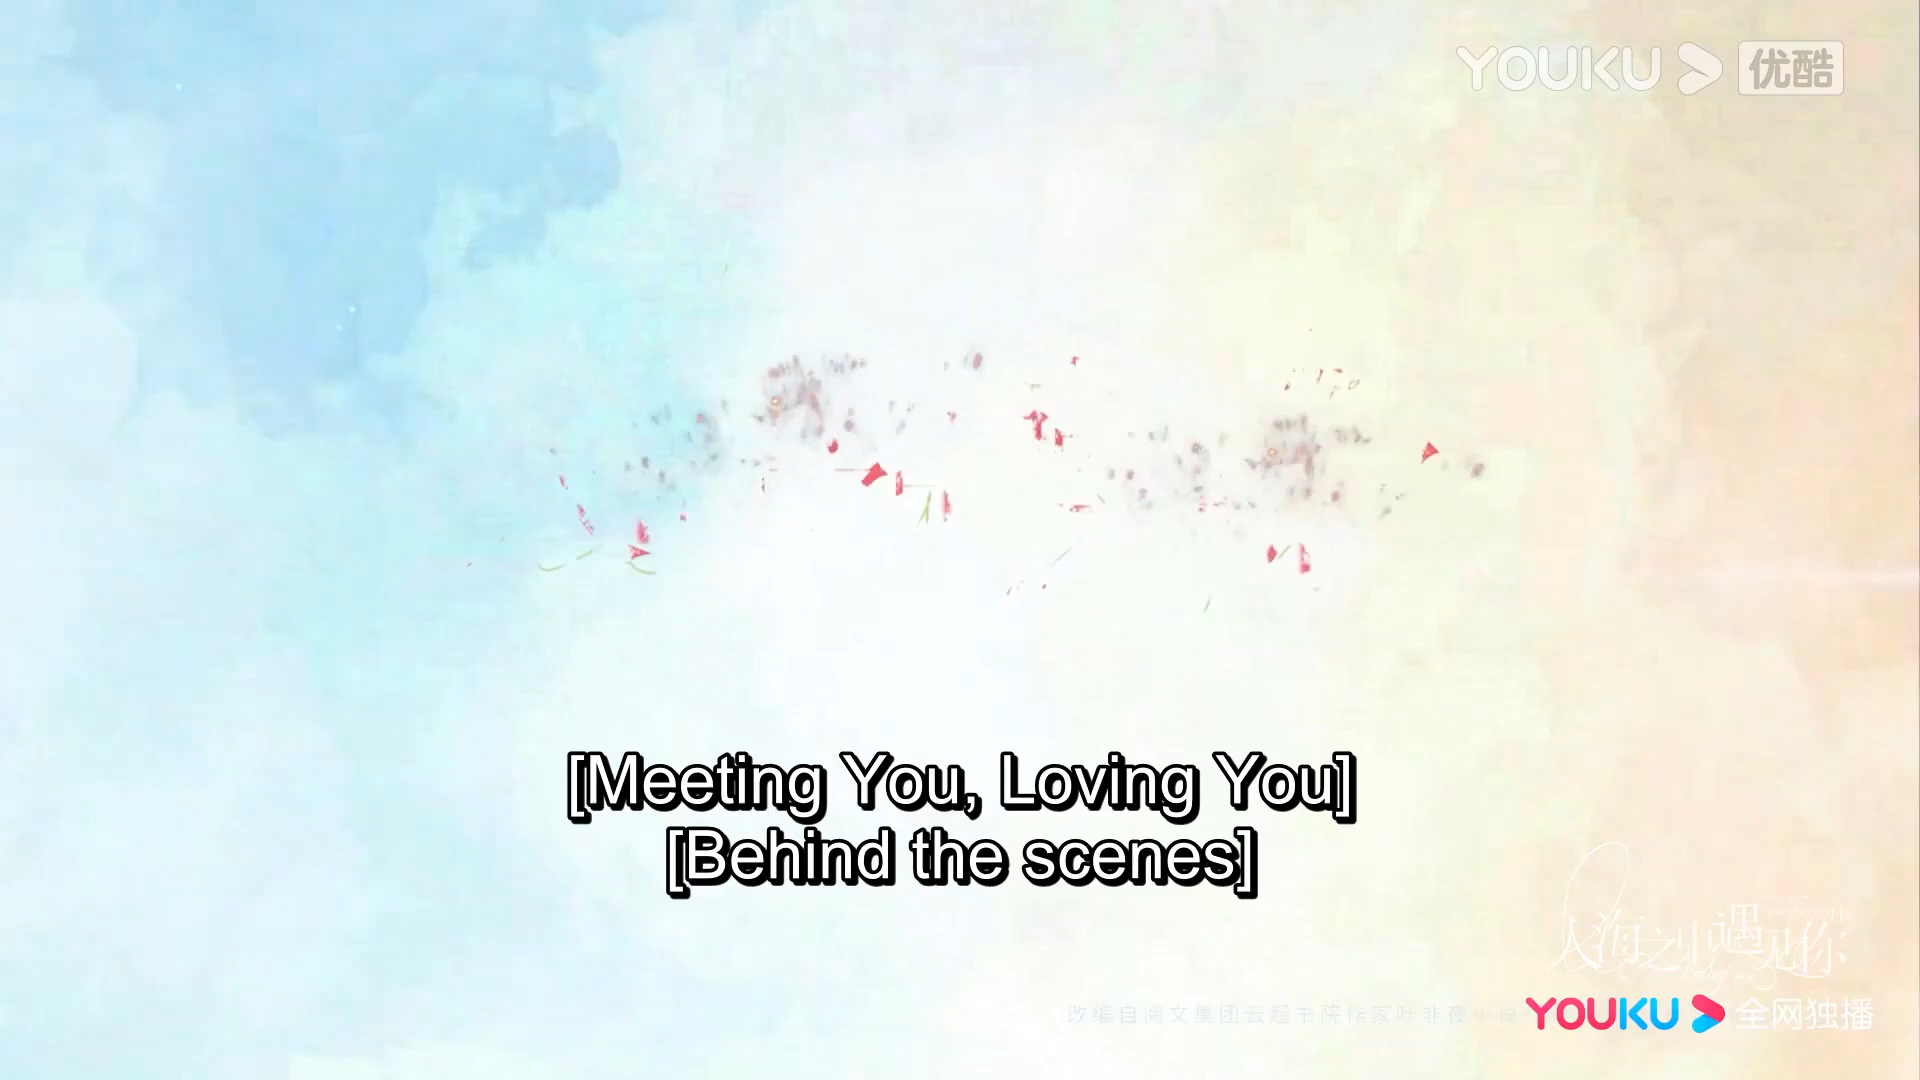 YOUKU 优酷
[Meeting You, Loving You]
[Behind the scenes]
人海之中遇见你
改编自阅文集团云起书院作家叶非夜小说
YOUKU 全网独播